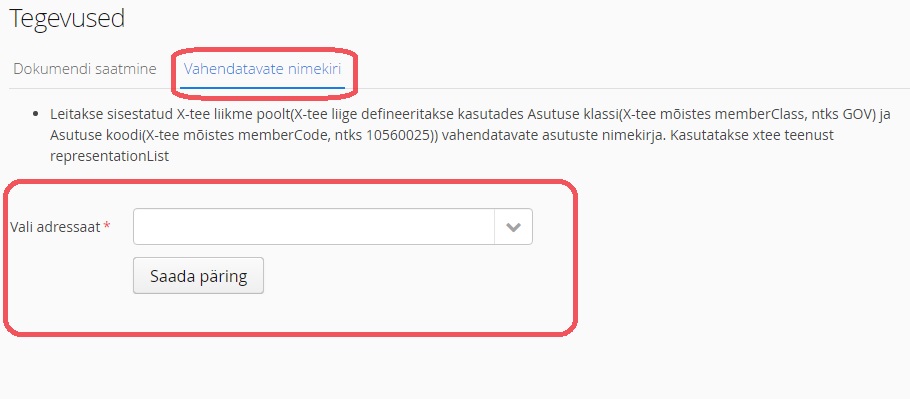 Tegevused
Dokumendi saatmine
Vahendatavate nimekiri
Leitakse sisestatud X-tee liikme poolt(X-tee liige defineeritakse kasutades Asutuse klassi(X-tee mõistes memberClass, ntks GOV) ja
Asutuse koodi(X-tee mõistes memberCode, ntks 10560025)) vahendatavate asutuste nimekirja. Kasutatakse xtee teenust
representationList
Vali adressaat *
Saada päring